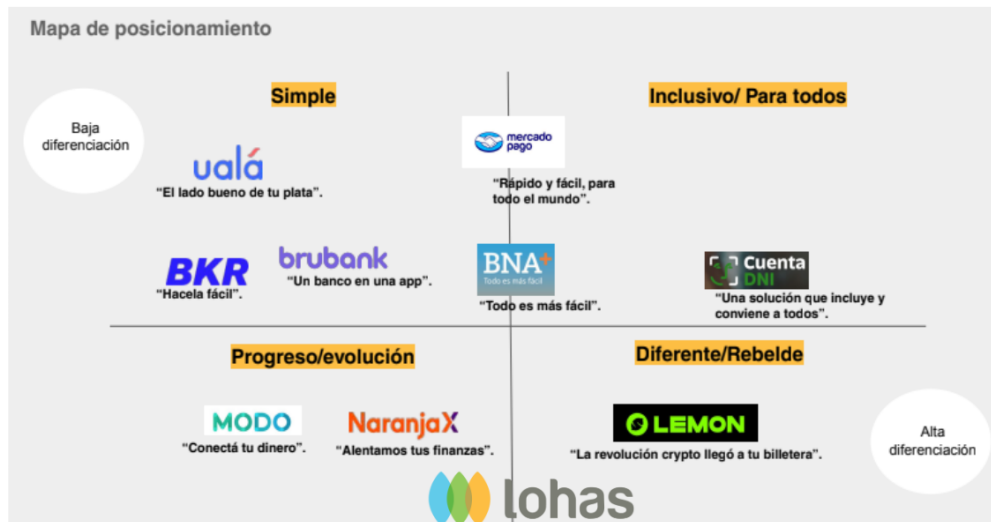 Mapa de posicionamiento
Simple
Inclusivo/ Para todos
Baja
diferenciación
mercado
pago
ualá
“El lado bueno de tu plata”.
“Rápido y fácil, para
todo el mundo”.
BKR
“Hacela fácil”.
brubank
“Un banco en una app”.
BNA+
Todo es más fácil
“Todo es más fácil”.
Cuenta
DNI
“Una solución que incluye y
conviene a todos”.
Progreso/evolución
Diferente/Rebelde
MODO
“Conectá tu dinero”.
NaranjaX
“Alentamos tus finanzas”.
LEMON
“La revolución crypto llegó a tu billetera”.
Alta
diferenciación
lohas